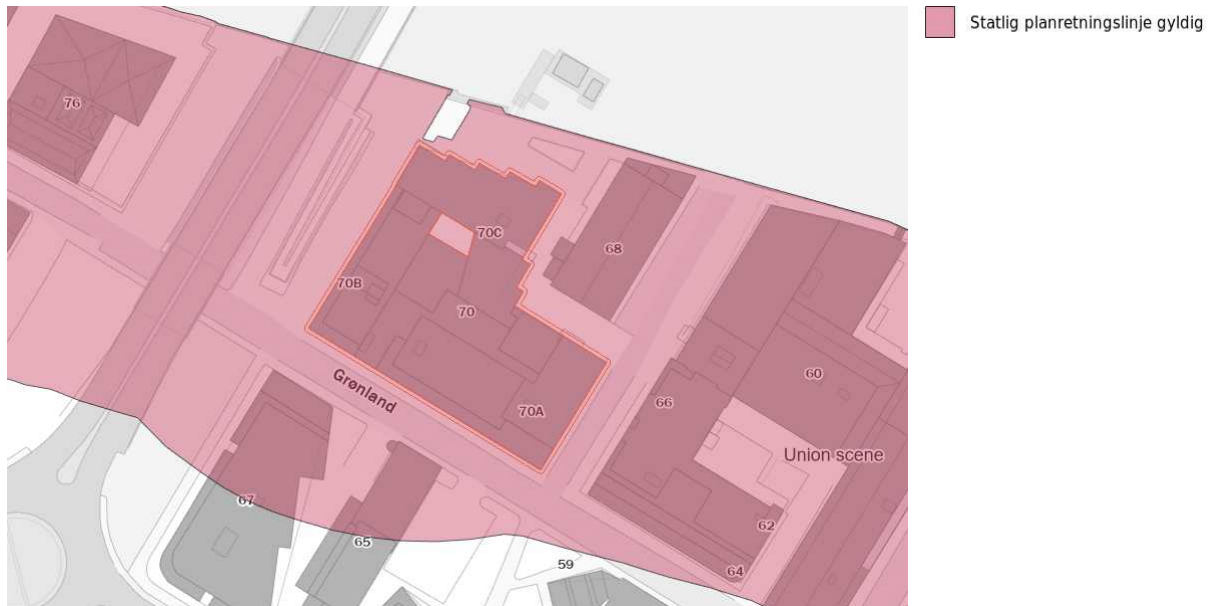 Statlig planretningslinje gyldig
76
70C
68
70B
70
60
Grønland
66
70A
Union scene
67
62
65
59
64